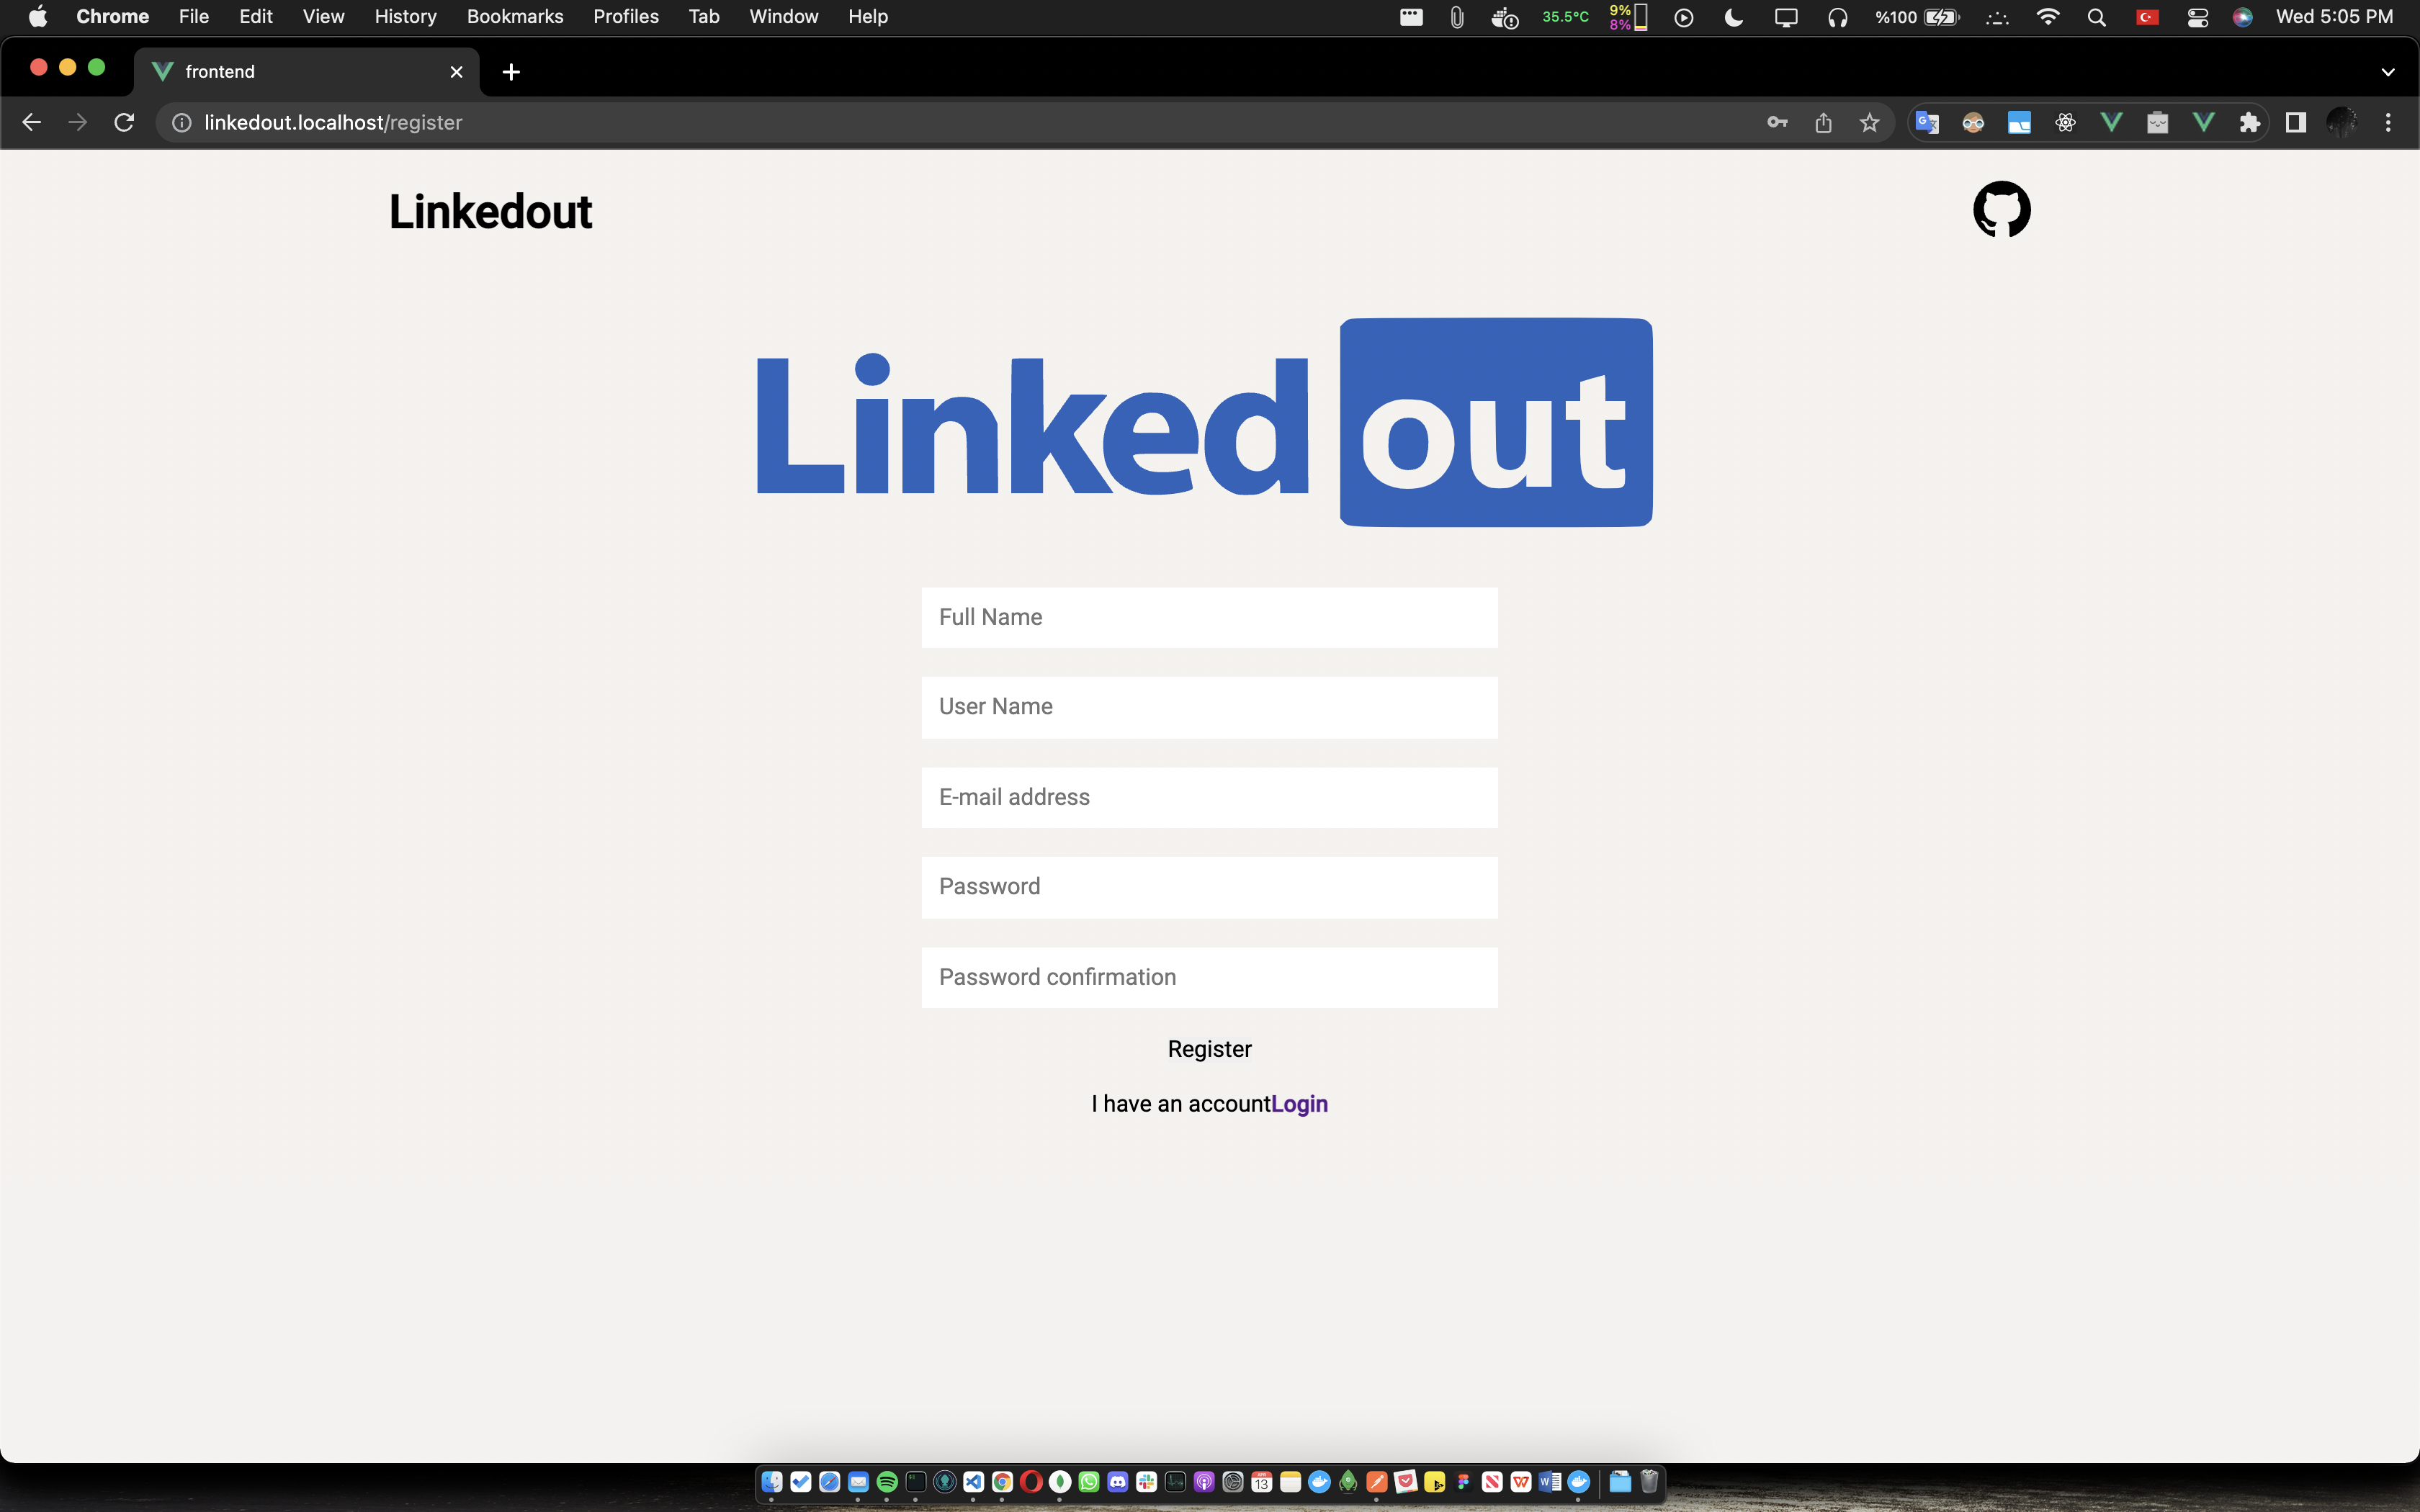 Chrome File Edit View History Bookmarks Profiles Tab Window Help 35.5°C 9% 8% %100 Wed 5:05 PM
frontend
linkedout.localhost/register
Linkedout
Linked out
Full Name
User Name
E-mail address
Password
Password confirmation
Register
I have an accountLogin
13